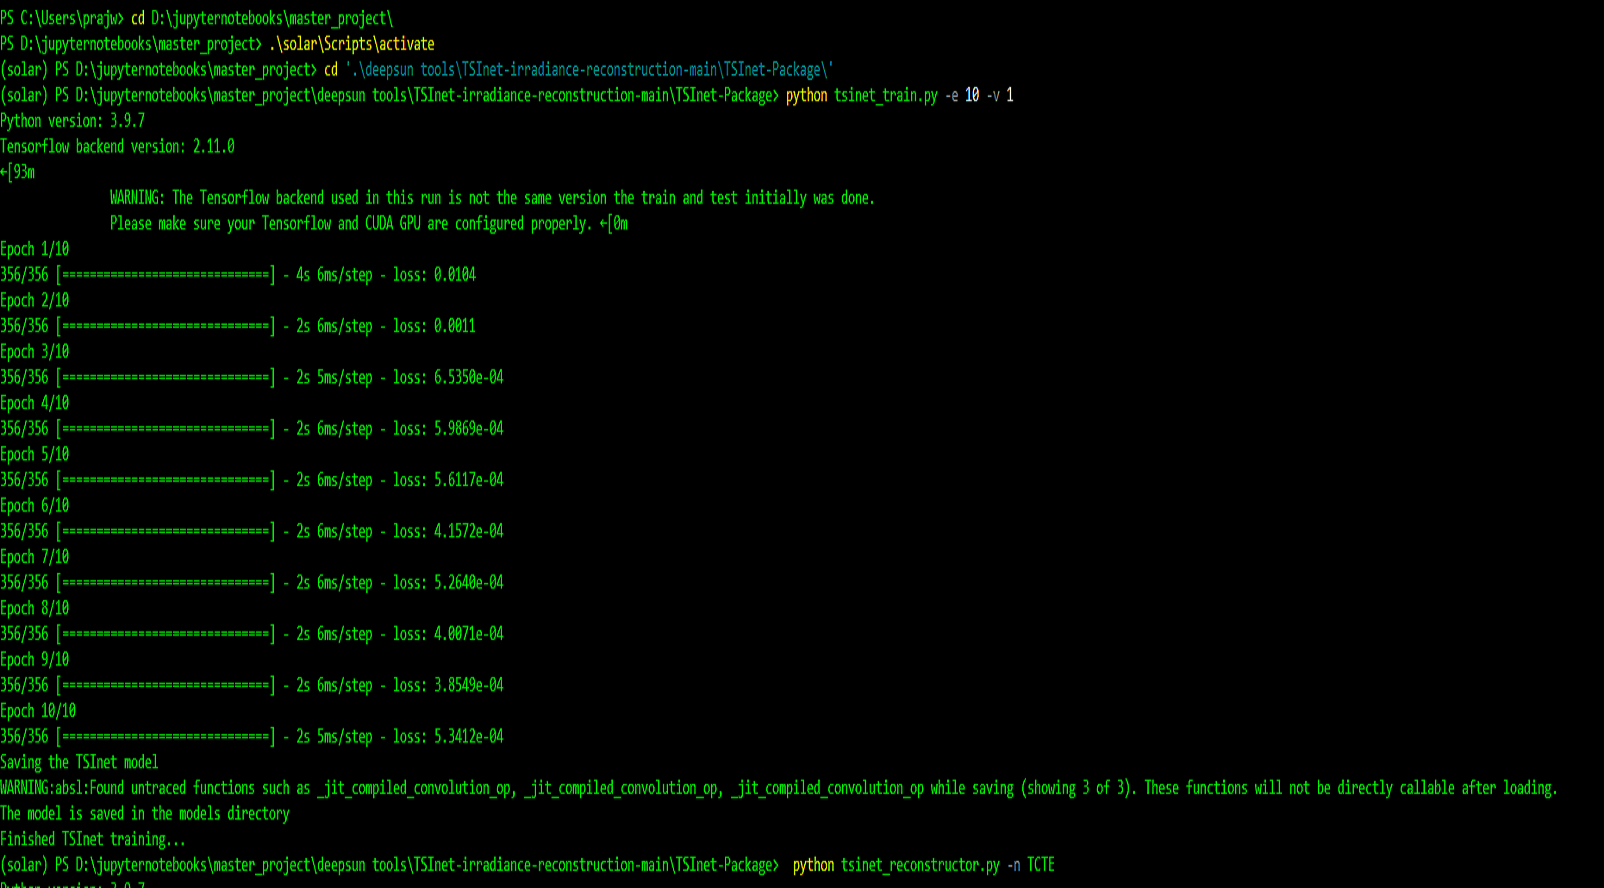 PS C:\Users\prajw> cd D:\jupyternotebooks\master_project\
PS D:\jupyternotebooks\master_project> .\solar\Scripts\activate
(solar) PS D:\jupyternotebooks\master_project> cd '.\deepsun tools\TSInet-irradiance-reconstruction-main\TSInet-Package\'
(solar) PS D:\jupyternotebooks\master_project\deepsun tools\TSInet-irradiance-reconstruction-main\TSInet-Package> python tsinet_train.py -e 10 -v 1
Python version: 3.9.7
Tensorflow backend version: 2.11.0
←[93m
WARNING: The Tensorflow backend used in this run is not the same version the train and test initially was done.
Please make sure your Tensorflow and CUDA GPU are configured properly. ←[0m
Epoch 1/10
356/356 [==============================] - 4s 6ms/step - loss: 0.0104
Epoch 2/10
356/356 [==============================] - 2s 6ms/step - loss: 0.0011
Epoch 3/10
356/356 [==============================] - 2s 5ms/step - loss: 6.5350e-04
Epoch 4/10
356/356 [==============================] - 2s 6ms/step - loss: 5.9869e-04
Epoch 5/10
356/356 [==============================] - 2s 6ms/step - loss: 5.6117e-04
Epoch 6/10
356/356 [==============================] - 2s 6ms/step - loss: 4.1572e-04
Epoch 7/10
356/356 [==============================] - 2s 6ms/step - loss: 5.2640e-04
Epoch 8/10
356/356 [==============================] - 2s 6ms/step - loss: 4.0071e-04
Epoch 9/10
356/356 [==============================] - 2s 6ms/step - loss: 3.8549e-04
Epoch 10/10
356/356 [==============================] - 2s 5ms/step - loss: 5.3412e-04
Saving the TSInet model
WARNING:absl:Found untraced functions such as _jit_compiled_convolution_op, _jit_compiled_convolution_op, _jit_compiled_convolution_op while saving (showing 3 of 3). These functions will not be directly callable after loading.
The model is saved in the models directory
Finished TSInet training...
(solar) PS D:\jupyternotebooks\master_project\deepsun tools\TSInet-irradiance-reconstruction-main\TSInet-Package>  python tsinet_reconstructor.py -n TCTE
Python version: 3.9.7